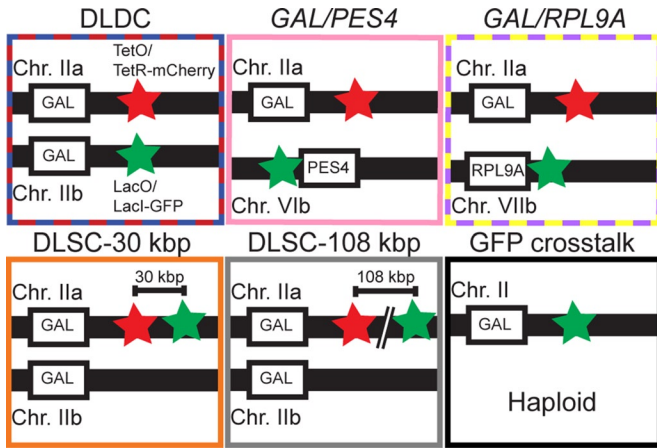 DLDC
GAL/PES4
GAL/RPL9A
Chr. IIa
TetO/
TetR-mCherry
GAL
GAL
Chr. IIb
LacO/
LacI-GFP
Chr. IIa
GAL
PES4
Chr. VIb
Chr. IIa
GAL
RPL9A
Chr. VIIb
DLSC-30 kbp
DLSC-108 kbp
GFP crosstalk
Chr. IIa
30 kbp
GAL
GAL
Chr. IIb
Chr. IIa
108 kbp
GAL
GAL
Chr. IIb
Chr. II
GAL
Haploid